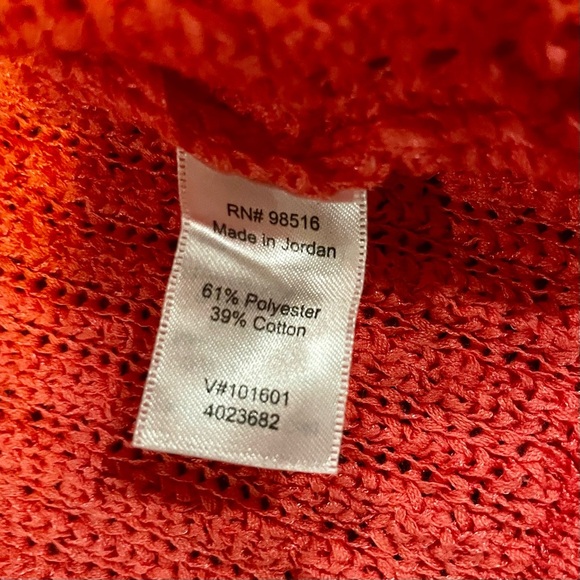 RN# 98516
Made in Jordan
61% Polyester
39% Cotton
V#101601
4023682